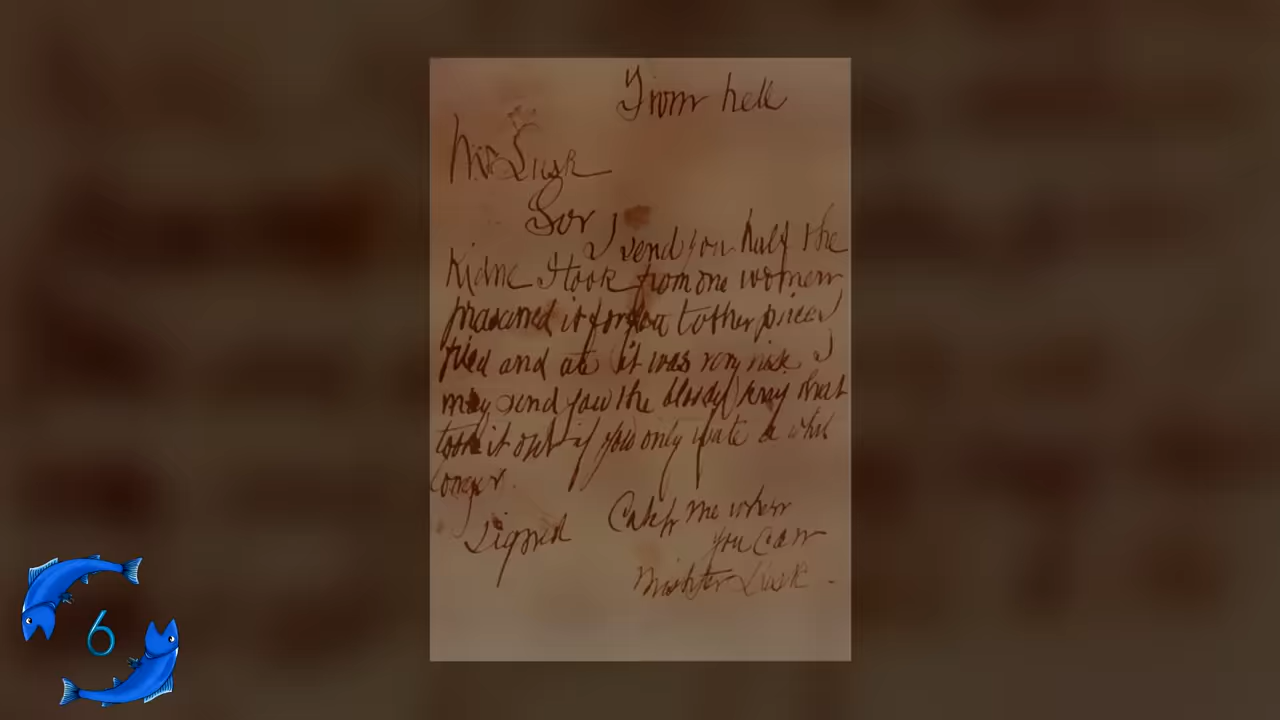 From hell
Mr Lusk
Sor
I send you half the
Kidne I took from one women
prasarved it for you tother piece I
fried and ate it was very nise I
may send you the bloody knif that
took it out if you only wate a whil
longer.
signed
Catch me when
you Can
Mishter Lusk
6